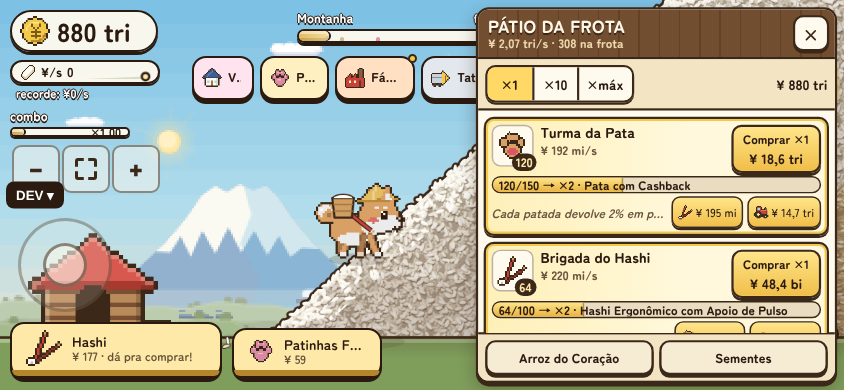 880 tri
¥/s 0
recorde: ¥0/s
combo
×1,00
DEV ▾
Montanha
V..
P...
Fá...
Tat
Hashi
¥ 177 · dá pra comprar!
Patinhas F...
¥ 59
PÁTIO DA FROTA
¥ 2,07 tri/s · 308 na frota
×
×1
×10
×máx
¥ 880 tri
Turma da Pata
¥ 192 mi/s
120
Comprar ×1
¥ 18,6 tri
120/150 → ×2 · Pata com Cashback
Cada patada devolve 2% em p...
¥ 195 mi
¥ 14,7 tri
Brigada do Hashi
¥ 220 mi/s
64
Comprar ×1
¥ 48,4 bi
64/100 → ×2 · Hashi Ergonômico com Apoio de Pulso
Arroz do Coração
Sementes